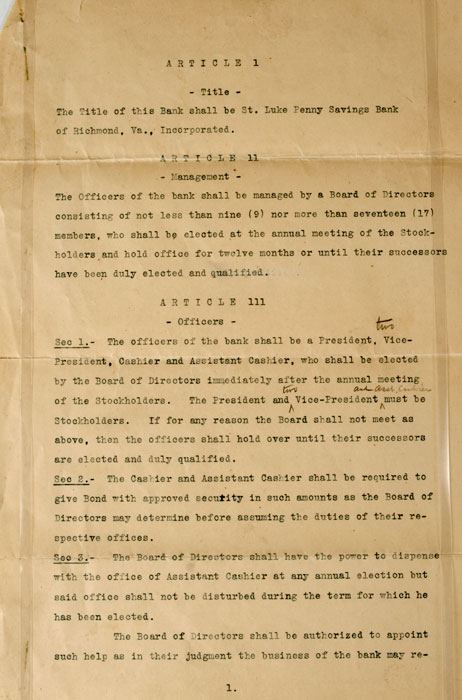 ARTICLE 1
- Title -
The Title of this Bank shall be St. Luke Penny Savings Bank
of Richmond, Va., Incorporated.
ARTICLE 11
- Management -
The Officers of the bank shall be managed by a Board of Directors
consisting of not less than nine (9) nor more than seventeen (17)
members, who shall be elected at the annual meeting of the Stock-
holders and hold office for twelve months or until their successors
have been duly elected and qualified.
ARTICLE 111
- Officers -
two
Sec 1.- The officers of the bank shall be a President, Vice-
President, Cashier and Assistant Cashier, who shall be elected
by the Board of Directors immediately after the annual meeting
two and Asst Cashier
of the Stockholders. The President and Vice-President must be
Stockholders. If for any reason the Board shall not meet as
above, then the officers shall hold over until their successors
are elected and duly qualified.
Sec 2.- The Cashier and Assistant Cashier shall be required to
give Bond with approved security in such amounts as the Board of
Directors may determine before assuming the duties of their re-
spective offices.
Sec 3.- The Board of Directors shall have the power to dispense
with the office of Assistant Cashier at any annual election but
said office shall not be disturbed during the term for which he
has been elected.
The Board of Directors shall be authorized to appoint
such help as in their judgment the business of the bank may re-
1.